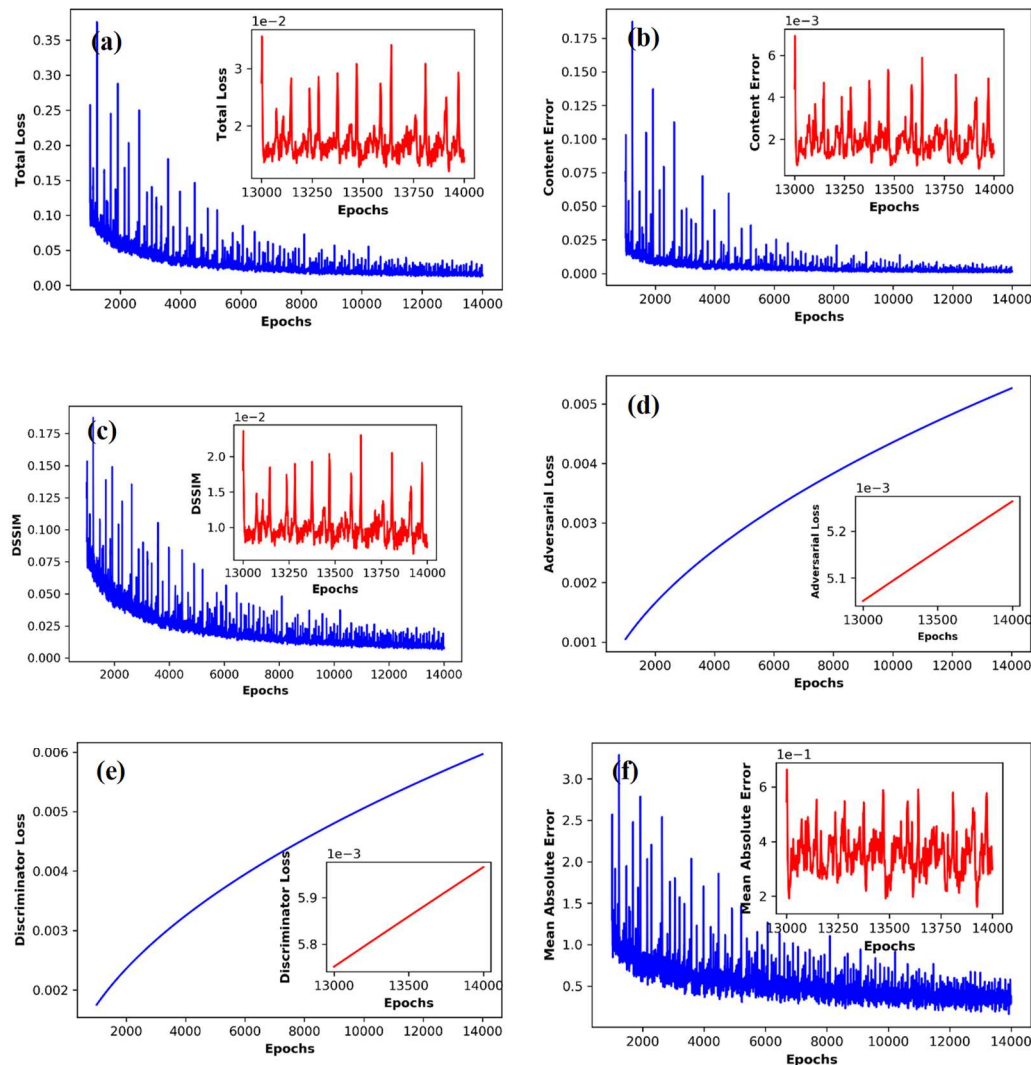 (a)
Total Loss
0.35
0.30
0.25
0.20
0.15
0.10
0.05
0.00
2000 4000 6000 8000 10000 12000 14000
Epochs
1e−2
Total Loss
3
2
13000 13250 13500 13750 14000
Epochs
(b)
Content Error
0.175
0.150
0.125
0.100
0.075
0.050
0.025
0.000
2000 4000 6000 8000 10000 12000 14000
Epochs
1e−3
Content Error
6
4
2
13000 13250 13500 13750 14000
Epochs
(c)
DSSIM
0.175
0.150
0.125
0.100
0.075
0.050
0.025
0.000
2000 4000 6000 8000 10000 12000 14000
Epochs
1e−2
DSSIM
2.0
1.5
1.0
13000 13250 13500 13750 14000
Epochs
(d)
Adversarial Loss
0.005
0.004
0.003
0.002
0.001
2000 4000 6000 8000 10000 12000 14000
Epochs
1e−3
Adversarial Loss
5.2
5.1
13000 13500 14000
Epochs
(e)
Discriminator Loss
0.006
0.005
0.004
0.003
0.002
2000 4000 6000 8000 10000 12000 14000
Epochs
1e−3
Discriminator Loss
5.9
5.8
13000 13500 14000
Epochs
(f)
Mean Absolute Error
3.0
2.5
2.0
1.5
1.0
0.5
2000 4000 6000 8000 10000 12000 14000
Epochs
1e−1
Mean Absolute Error
6
4
2
13000 13250 13500 13750 14000
Epochs